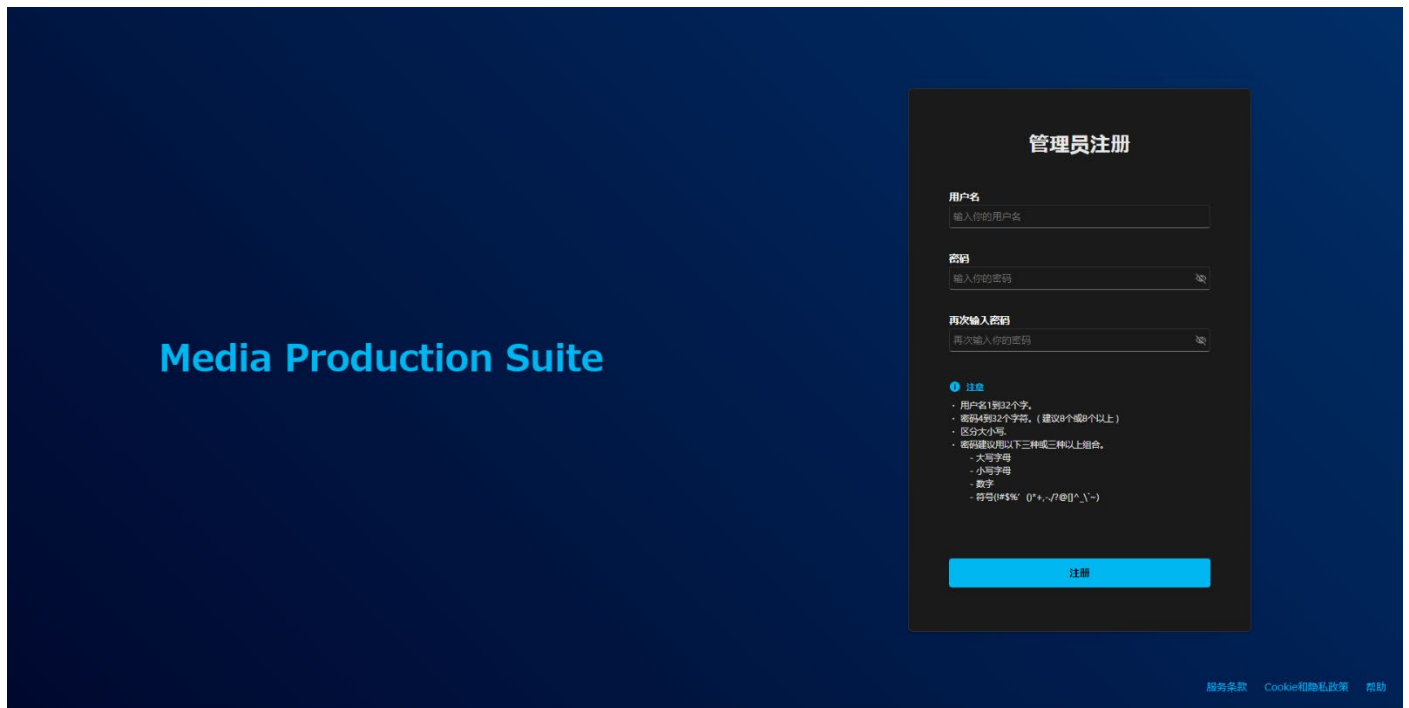 管理员注册
用户名
输入你的用户名
密码
输入你的密码
再次输入密码
再次输入你的密码
Media Production Suite
注意
· 用户名1到32个字。
· 密码4到32个字符。( 建议8个或8个以上 )
· 区分大小写.
· 密码建议用以下三种或三种以上组合。
- 大写字母
- 小写字母
- 数字
- 符号(!#$%' ()*+,-./?@[]^_\`~)
注册
服务条款 Cookie和隐私政策 帮助